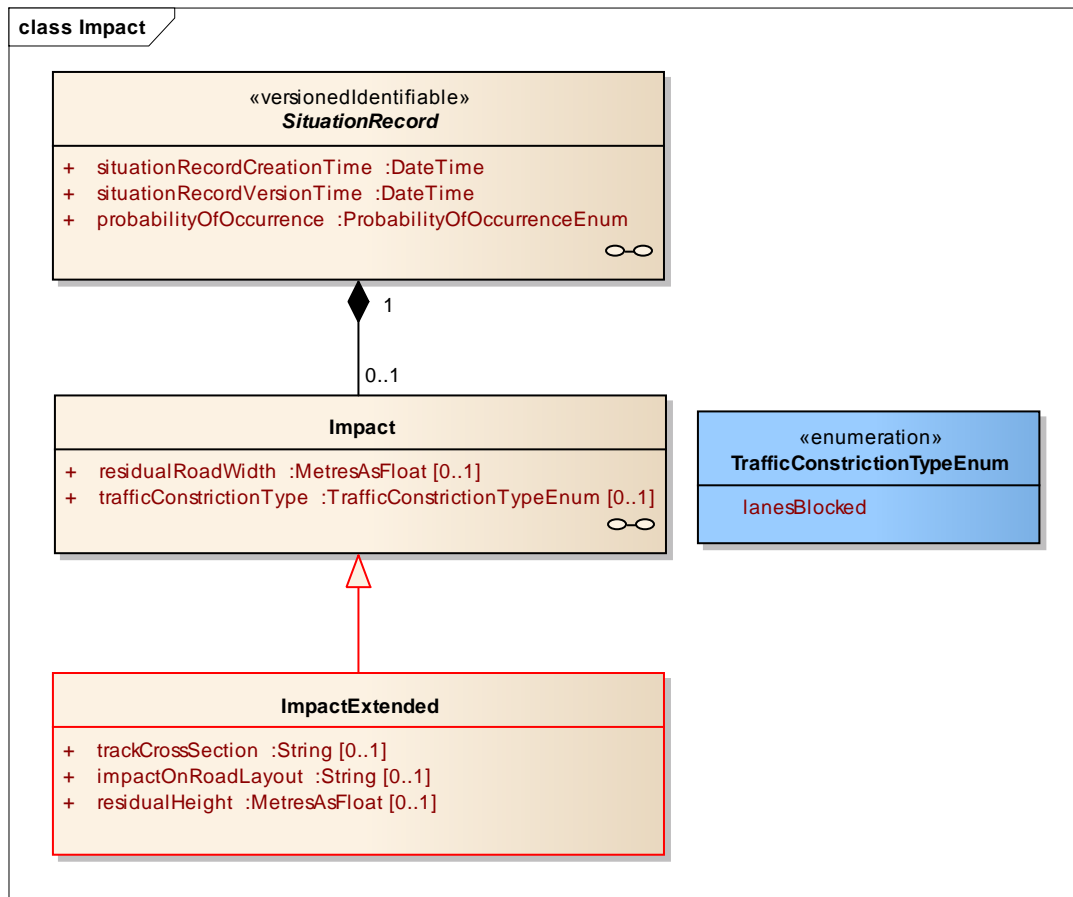 class Impact
«versionedIdentifiable»
SituationRecord
+ situationRecordCreationTime :DateTime
+ situationRecordVersionTime :DateTime
+ probabilityOfOccurrence :ProbabilityOfOccurrenceEnum
1
0..1
Impact
+ residualRoadWidth :MetresAsFloat [0..1]
+ trafficConstrictionType :TrafficConstrictionTypeEnum [0..1]
«enumeration»
TrafficConstrictionTypeEnum
lanesBlocked
ImpactExtended
+ trackCrossSection :String [0..1]
+ impactOnRoadLayout :String [0..1]
+ residualHeight :MetresAsFloat [0..1]